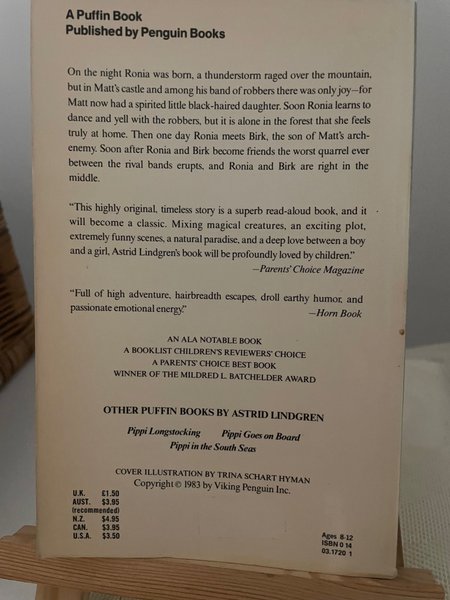 A Puffin Book
Published by Penguin Books
On the night Ronia was born, a thunderstorm raged over the mountain,
but in Matt's castle and among his band of robbers there was only joy—for
Matt now had a spirited little black-haired daughter. Soon Ronia learns to
dance and yell with the robbers, but it is alone in the forest that she feels
truly at home. Then one day Ronia meets Birk, the son of Matt's arch-
enemy. Soon after Ronia and Birk become friends the worst quarrel ever
between the rival bands erupts, and Ronia and Birk are right in the
middle.
"This highly original, timeless story is a superb read-aloud book, and it
will become a classic. Mixing magical creatures, an exciting plot,
extremely funny scenes, a natural paradise, and a deep love between a boy
and a girl, Astrid Lindgren's book will be profoundly loved by children."
—Parents' Choice Magazine
"Full of high adventure, hairbreadth escapes, droll earthy humor, and
passionate emotional energy."
—Horn Book
AN ALA NOTABLE BOOK
A BOOKLIST CHILDREN'S REVIEWERS' CHOICE
A PARENTS' CHOICE BEST BOOK
WINNER OF THE MILDRED L. BATCHELDER AWARD
OTHER PUFFIN BOOKS BY ASTRID LINDGREN
Pippi Longstocking Pippi Goes on Board
Pippi in the South Seas
COVER ILLUSTRATION BY TRINA SCHART HYMAN
Copyright © 1983 by Viking Penguin Inc.
U.K. £1.50
AUST. $3.95
(recommended)
N.Z. $4.95
CAN. $3.95
U.S.A. $3.50
Ages 8-12
ISBN 0 14
03.1720 1